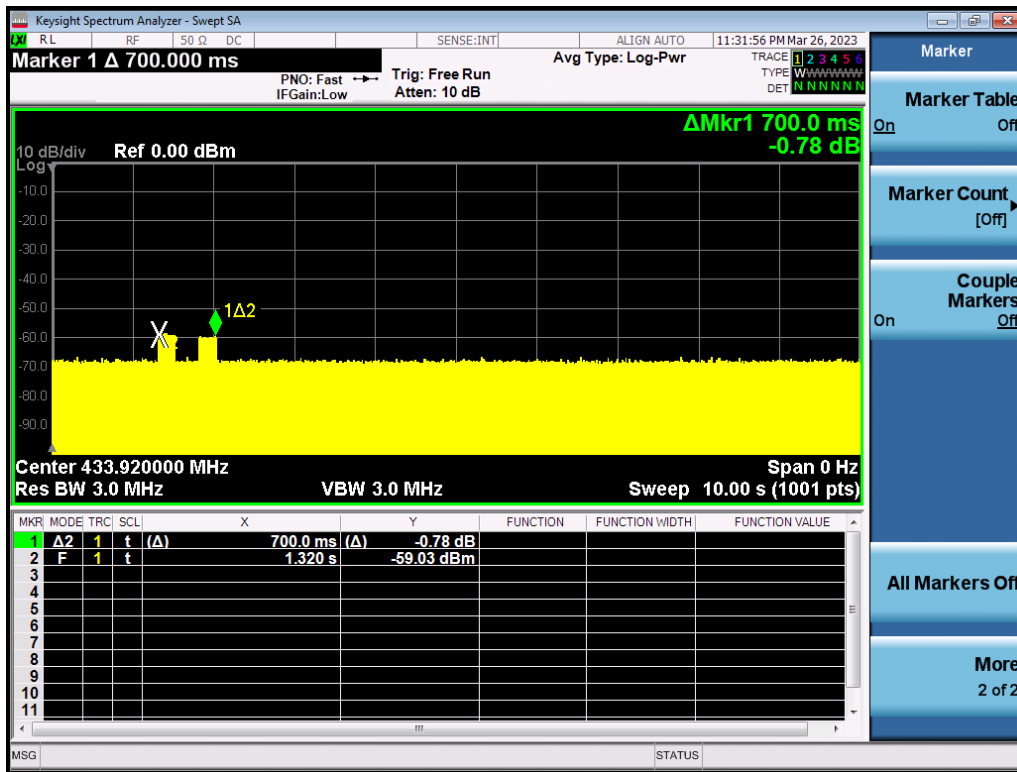 Keysight Spectrum Analyzer - Swept SA
LXI RL RF 50 Ω DC SENSE:INT ALIGN AUTO 11:31:56 PM Mar 26, 2023
Marker 1 Δ 700.000 ms
PNO: Fast
IFGain:Low
Trig: Free Run
Atten: 10 dB
Avg Type: Log-Pwr
TRACE 1 2 3 4 5 6
TYPE WWWWWW
DET N N N N N N
ΔMkr1 700.0 ms
-0.78 dB
10 dB/div Ref 0.00 dBm
Log
-10.0
-20.0
-30.0
-40.0
-50.0
-60.0
-70.0
-80.0
-90.0
1Δ2
Center 433.920000 MHz Span 0 Hz
Res BW 3.0 MHz VBW 3.0 MHz Sweep 10.00 s (1001 pts)
MKR MODE TRC SCL X Y FUNCTION FUNCTION WIDTH FUNCTION VALUE
1 Δ2 1 t (Δ) 700.0 ms (Δ) -0.78 dB
2 F 1 t 1.320 s -59.03 dBm
3
4
5
6
7
8
9
10
11
MSG STATUS
Marker
Marker Table
On Off
Marker Count
[Off]
Couple
Markers
On Off
All Markers Off
More
2 of 2